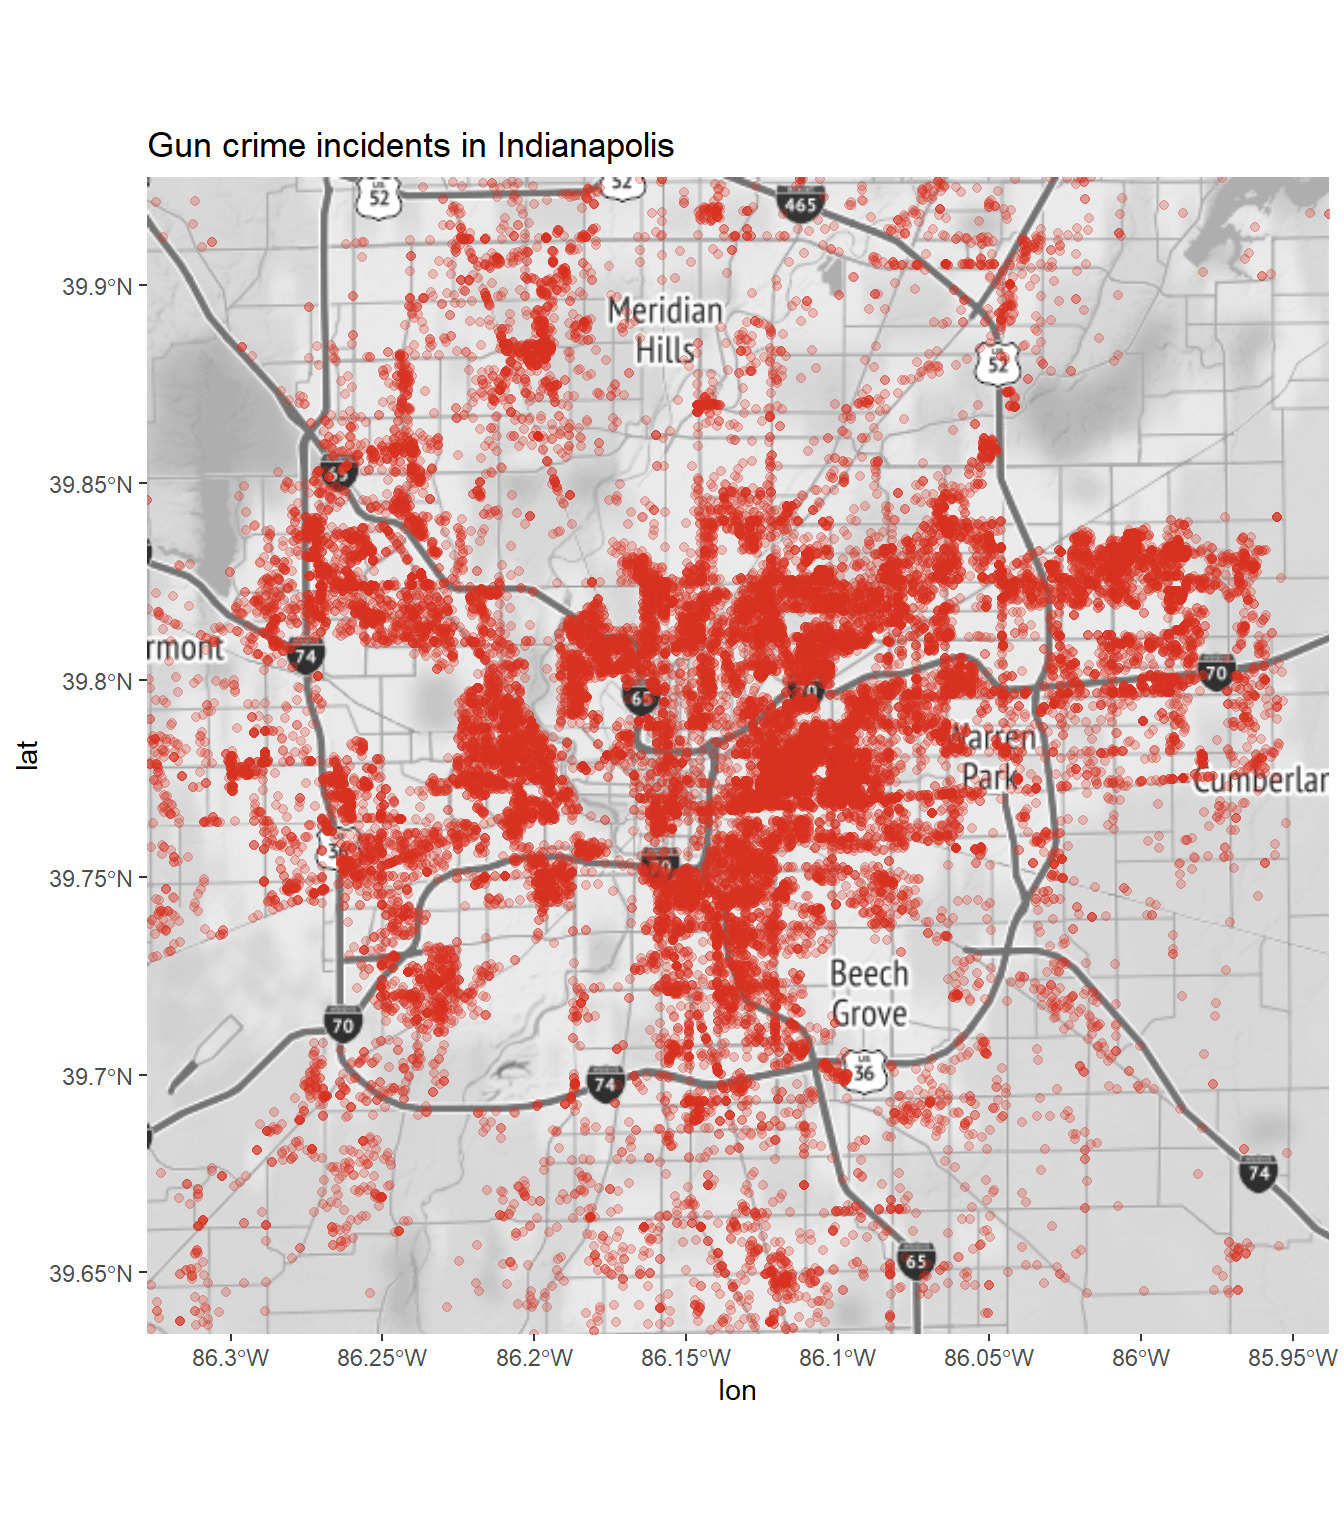 Gun crime incidents in Indianapolis
US
52
52
465
39.9°N
Meridian
Hills
52
65
39.85°N
rmont
74
39.8°N
65
70
70
lat
Warren
Park
Cumberlar
36
70
39.75°N
Beech
Grove
70
US
36
74
39.7°N
74
65
39.65°N
86.3°W
86.25°W
86.2°W
86.15°W
86.1°W
86.05°W
86°W
85.95°W
lon